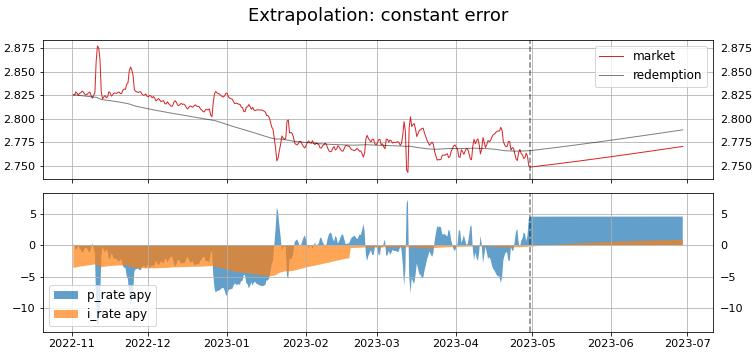 Extrapolation: constant error
2.875 2.875
2.850 2.850
2.825 2.825
2.800 2.800
2.775 2.775
2.750 2.750
market
redemption
5 5
0 0
−5 −5
−10 −10
p_rate apy
i_rate apy
2022-11 2022-12 2023-01 2023-02 2023-03 2023-04 2023-05 2023-06 2023-07